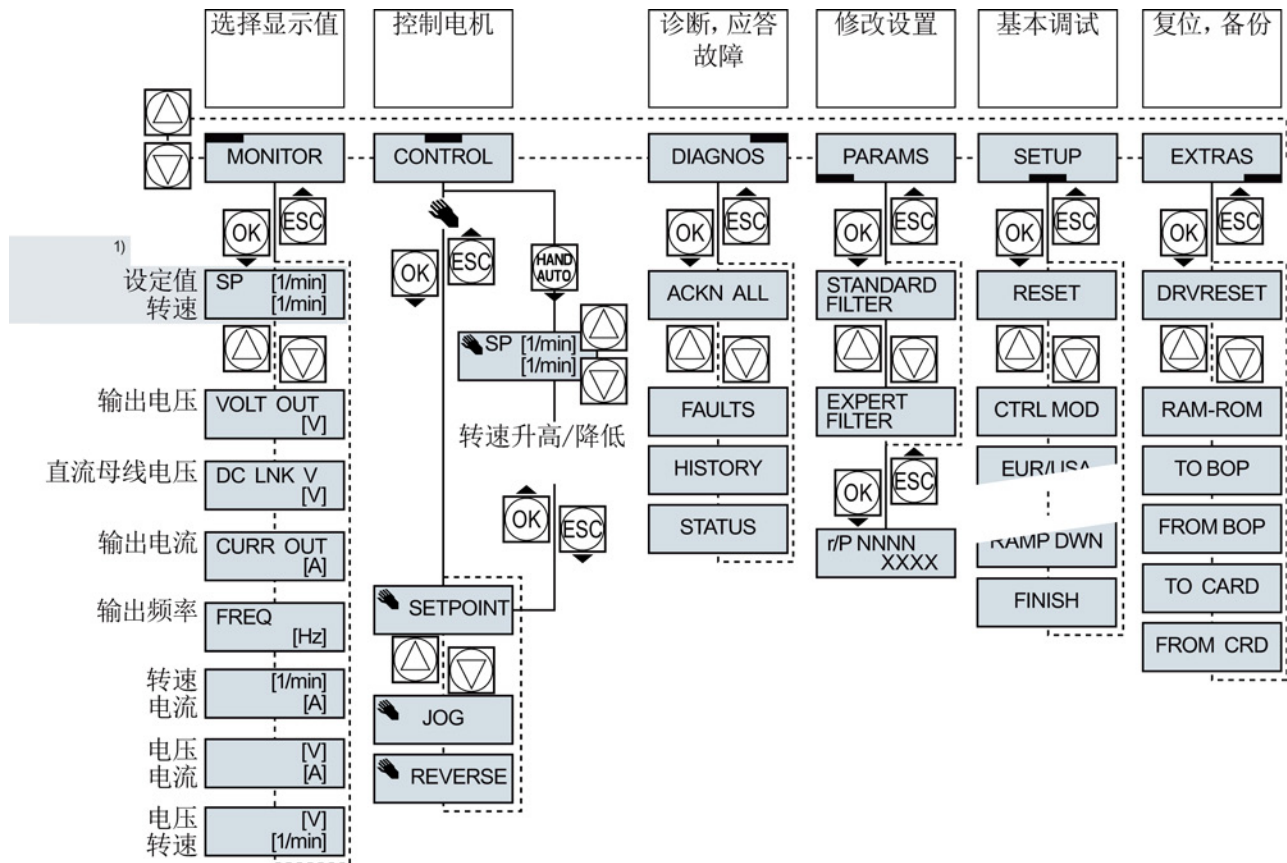 选择显示值
控制电机
诊断, 应答
故障
修改设置
基本调试
复位, 备份
MONITOR
CONTROL
DIAGNOS
PARAMS
SETUP
EXTRAS
OK
ESC
1)
设定值
转速
SP [1/min]
[1/min]
输出电压
VOLT OUT
[V]
直流母线电压
DC LNK V
[V]
输出电流
CURR OUT
[A]
输出频率
FREQ
[Hz]
转速
电流
[1/min]
[A]
电压
电流
[V]
[A]
电压
转速
[V]
[1/min]
OK
ESC
HAND
AUTO
SP [1/min]
[1/min]
转速升高/降低
OK
ESC
SETPOINT
JOG
REVERSE
OK
ESC
ACKN ALL
FAULTS
HISTORY
STATUS
OK
ESC
STANDARD
FILTER
EXPERT
FILTER
OK
ESC
r/P NNNN
XXXX
OK
ESC
RESET
CTRL MOD
EUR/USA
RAMP DWN
FINISH
OK
ESC
DRVRESET
RAM-ROM
TO BOP
FROM BOP
TO CARD
FROM CRD